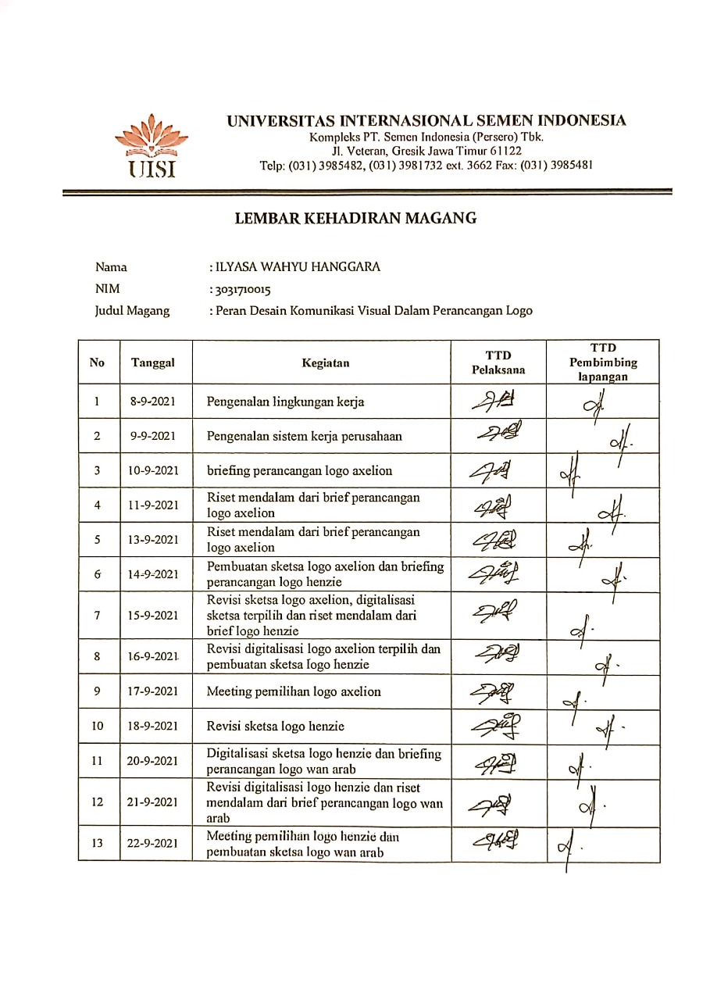 UISI
UNIVERSITAS INTERNASIONAL SEMEN INDONESIA
Kompleks PT. Semen Indonesia (Persero) Tbk.
Jl. Veteran, Gresik Jawa Timur 61122
Telp: (031) 3985482, (031) 3981732 ext. 3662 Fax: (031) 3985481
LEMBAR KEHADIRAN MAGANG
Nama : ILYASA WAHYU HANGGARA
NIM : 3031710015
Judul Magang : Peran Desain Komunikasi Visual Dalam Perancangan Logo
No Tanggal Kegiatan TTD Pelaksana TTD Pembimbing lapangan
1 8-9-2021 Pengenalan lingkungan kerja
2 9-9-2021 Pengenalan sistem kerja perusahaan
3 10-9-2021 briefing perancangan logo axelion
4 11-9-2021 Riset mendalam dari brief perancangan
logo axelion
5 13-9-2021 Riset mendalam dari brief perancangan
logo axelion
6 14-9-2021 Pembuatan sketsa logo axelion dan briefing
perancangan logo henzie
7 15-9-2021 Revisi sketsa logo axelion, digitalisasi
sketsa terpilih dan riset mendalam dari
brief logo henzie
8 16-9-2021 Revisi digitalisasi logo axelion terpilih dan
pembuatan sketsa logo henzie
9 17-9-2021 Meeting pemilihan logo axelion
10 18-9-2021 Revisi sketsa logo henzie
11 20-9-2021 Digitalisasi sketsa logo henzie dan briefing
perancangan logo wan arab
12 21-9-2021 Revisi digitalisasi logo henzie dan riset
mendalam dari brief perancangan logo wan
arab
13 22-9-2021 Meeting pemilihan logo henzie dan
pembuatan sketsa logo wan arab